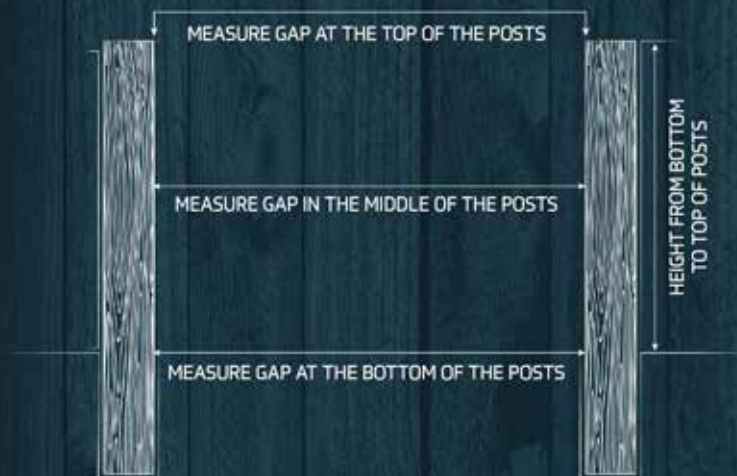 MEASURE GAP AT THE TOP OF THE POSTS
MEASURE GAP IN THE MIDDLE OF THE POSTS
MEASURE GAP AT THE BOTTOM OF THE POSTS
HEIGHT FROM BOTTOM
TO TOP OF POSTS